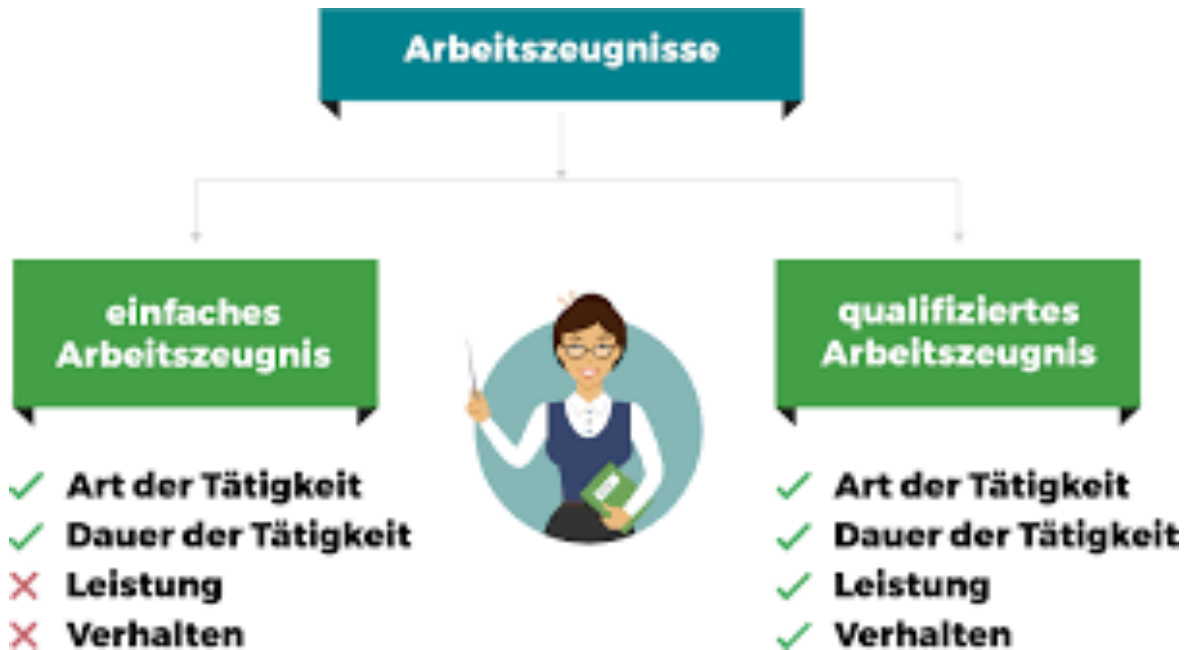 Arbeitszeugnisse
einfaches
Arbeitszeugnis
Art der Tätigkeit
Dauer der Tätigkeit
Leistung
Verhalten
qualifiziertes
Arbeitszeugnis
Art der Tätigkeit
Dauer der Tätigkeit
Leistung
Verhalten